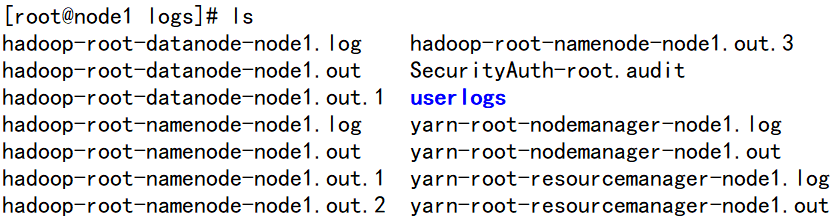 [root@node1 logs]# ls
hadoop-root-datanode-node1.log hadoop-root-namenode-node1.out.3
hadoop-root-datanode-node1.out SecurityAuth-root.audit
hadoop-root-datanode-node1.out.1 userlogs
hadoop-root-namenode-node1.log yarn-root-nodemanager-node1.log
hadoop-root-namenode-node1.out yarn-root-nodemanager-node1.out
hadoop-root-namenode-node1.out.1 yarn-root-resourcemanager-node1.log
hadoop-root-namenode-node1.out.2 yarn-root-resourcemanager-node1.out